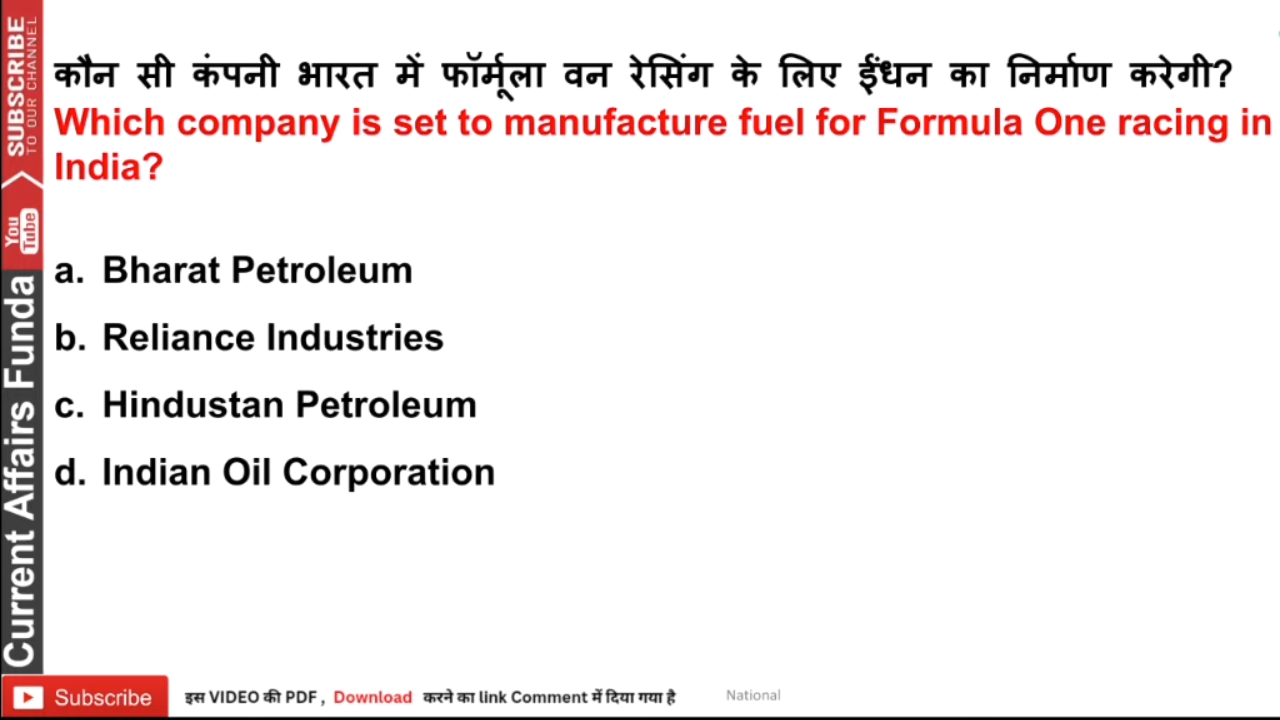 कौन सी कंपनी भारत में फॉर्मूला वन रेसिंग के लिए ईंधन का निर्माण करेगी?
Which company is set to manufacture fuel for Formula One racing in
India?
a. Bharat Petroleum
b. Reliance Industries
c. Hindustan Petroleum
d. Indian Oil Corporation
SUBSCRIBE
TO OUR CHANNEL
You
Tube
Current Affairs Funda
Subscribe
इस VIDEO की PDF , Download करने का link Comment में दिया गया है
National